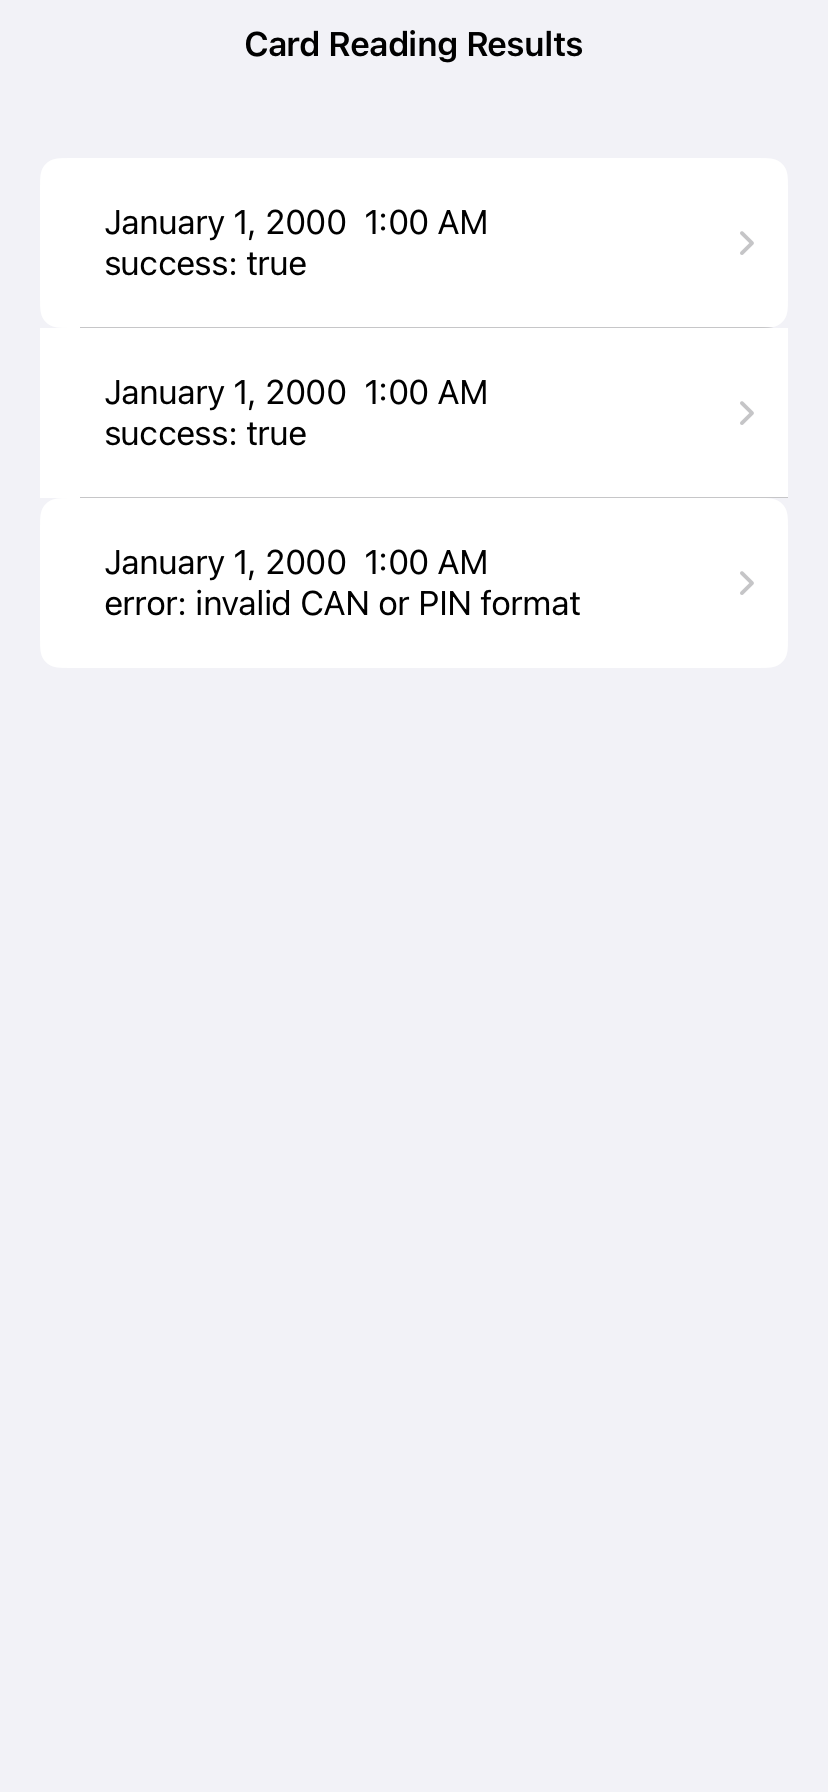 Card Reading Results
January 1, 2000  1:00 AM
success: true
January 1, 2000  1:00 AM
success: true
January 1, 2000  1:00 AM
error: invalid CAN or PIN format